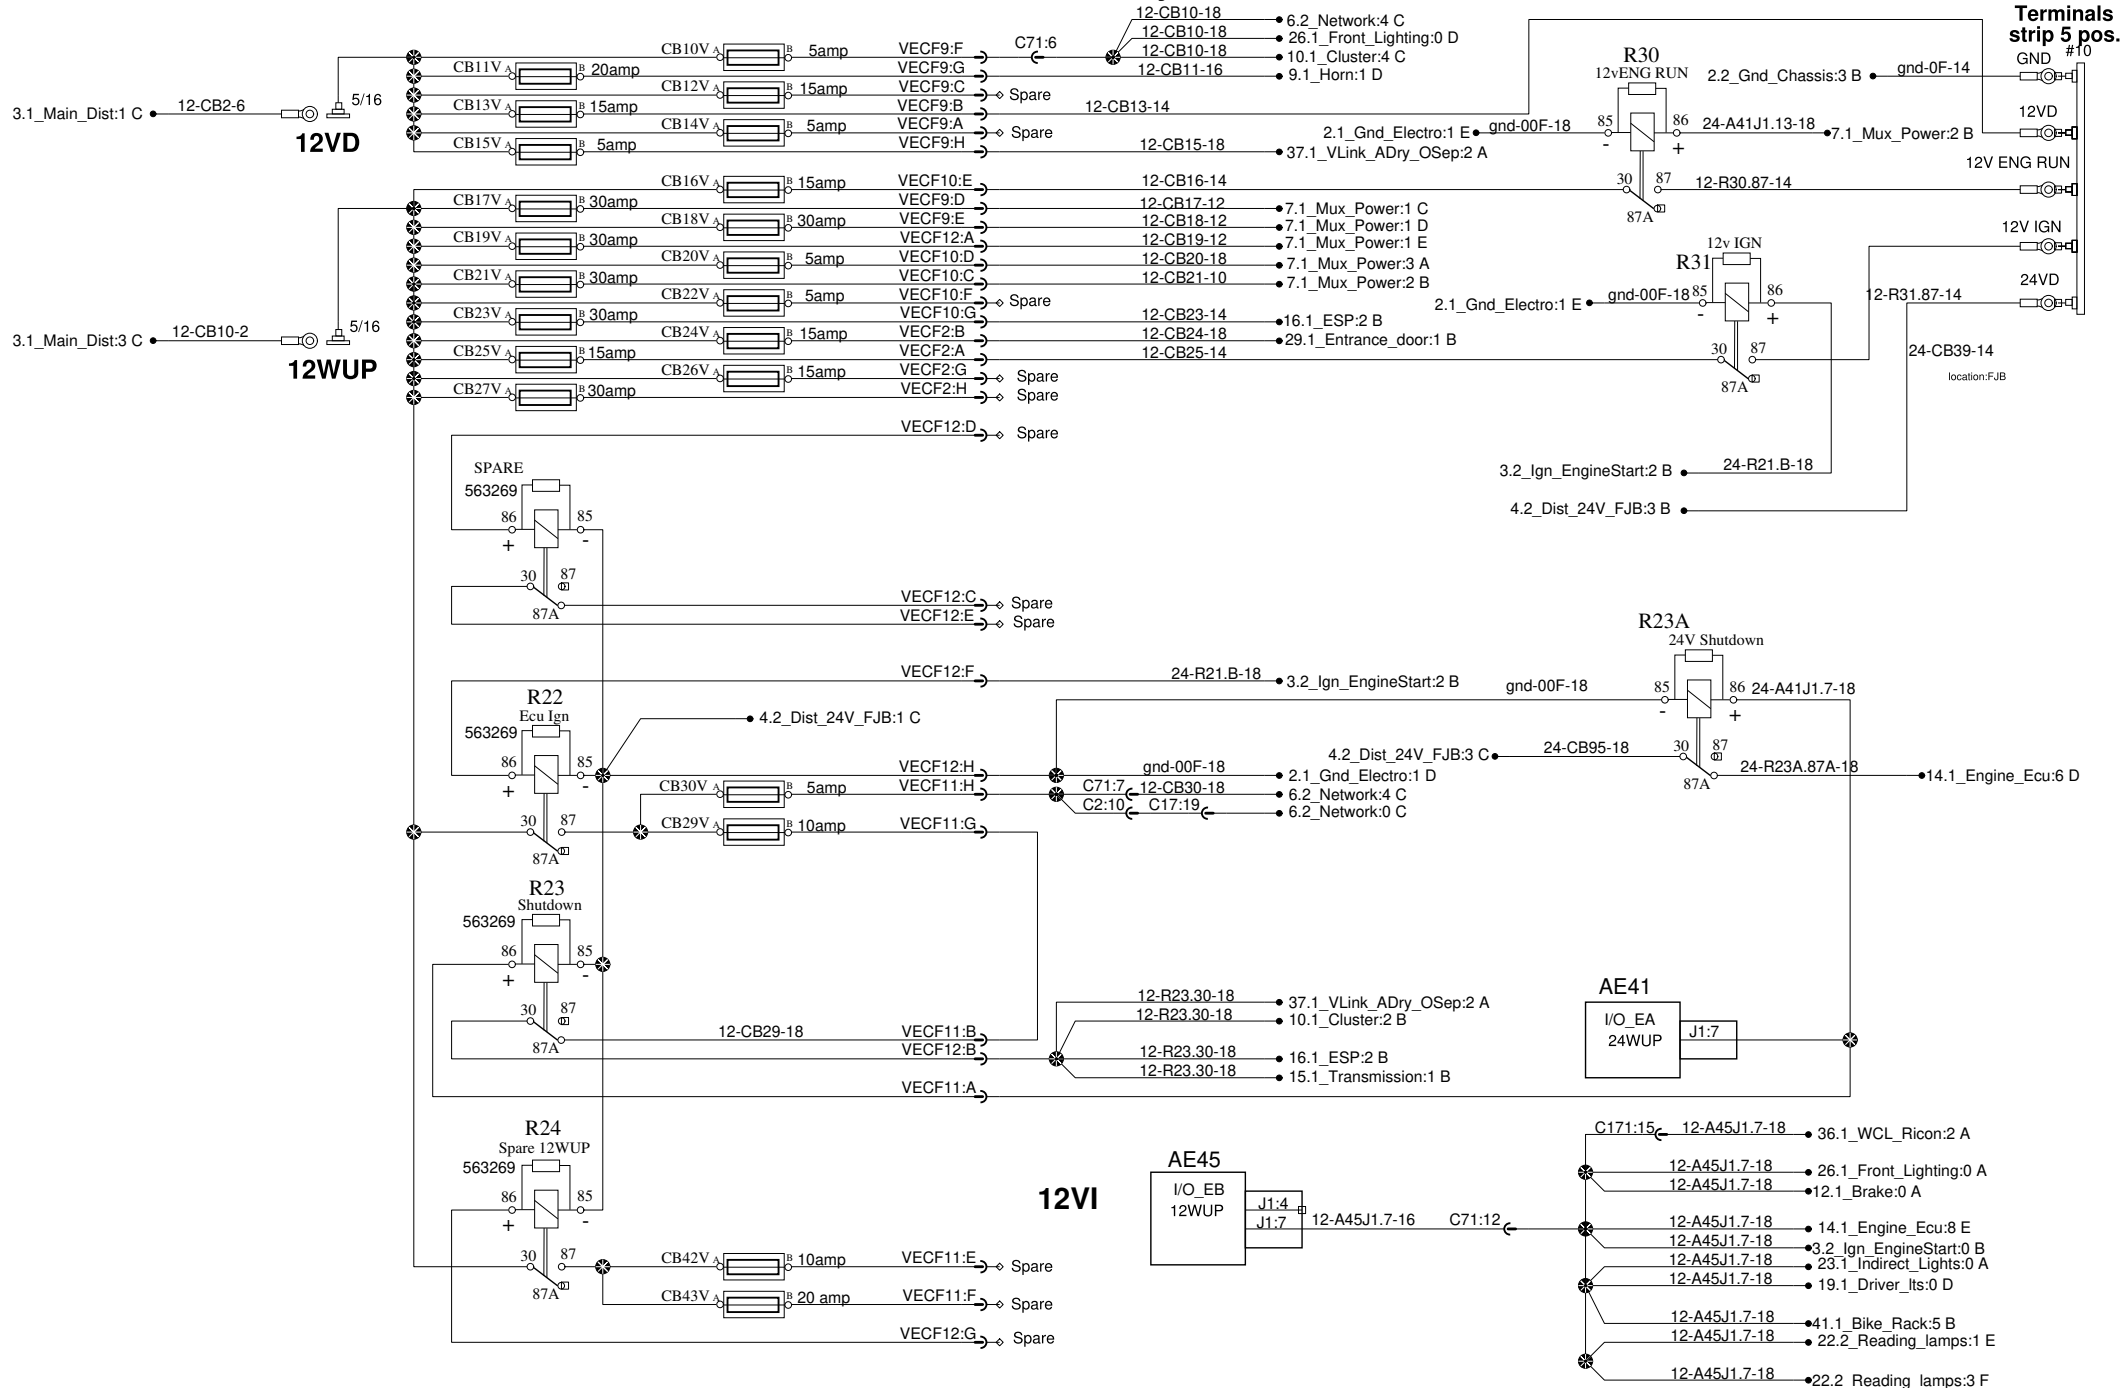 12-CB10-18
6.2_Network:4 C
Terminals
strip 5 pos.
#10
12-CB10-18
26.1_Front_Lighting:0 D
CB10V A B 5amp VECF9:F C71:6 12-CB10-18 10.1_Cluster:4 C
R30
12vENG RUN
GND
CB11V A B 20amp VECF9:G 12-CB11-16 9.1_Horn:1 D
2.2_Gnd_Chassis:3 B gnd-0F-14
CB12V A B 15amp VECF9:C Spare
3.1_Main_Dist:1 C 12-CB2-6 5/16
CB13V A B 15amp VECF9:B 12-CB13-14
12VD
12VD
CB14V A B 5amp VECF9:A Spare
2.1_Gnd_Electro:1 E gnd-00F-18 85 86 24-A41J1.13-18 7.1_Mux_Power:2 B
- +
CB15V A B 5amp VECF9:H 12-CB15-18 37.1_VLink_ADry_OSep:2 A
12V ENG RUN
CB16V A B 15amp VECF10:E 12-CB16-14 30 87 12-R30.87-14
87A
CB17V A B 30amp VECF9:D 12-CB17-12 7.1_Mux_Power:1 C
CB18V A B 30amp VECF9:E 12-CB18-12 7.1_Mux_Power:1 D
12V IGN
CB19V A B 30amp VECF12:A 12-CB19-12 7.1_Mux_Power:1 E
12v IGN
R31
CB20V A B 5amp VECF10:D 12-CB20-18 7.1_Mux_Power:3 A
CB21V A B 30amp VECF10:C 12-CB21-10 7.1_Mux_Power:2 B
24VD
CB22V A B 5amp VECF10:F Spare
2.1_Gnd_Electro:1 E gnd-00F-18 85 86 12-R31.87-14
- +
CB23V A B 30amp VECF10:G 12-CB23-14 16.1_ESP:2 B
3.1_Main_Dist:3 C 12-CB10-2 5/16
12WUP
CB24V A B 15amp VECF2:B 12-CB24-18 29.1_Entrance_door:1 B
CB25V A B 15amp VECF2:A 12-CB25-14 30 87
87A
24-CB39-14
location:FJB
CB26V A B 15amp VECF2:G Spare
CB27V A B 30amp VECF2:H Spare
VECF12:D Spare
3.2_Ign_EngineStart:2 B 24-R21.B-18
4.2_Dist_24V_FJB:3 B
SPARE
563269
86 85
+ -
30 87
87A
VECF12:C Spare
VECF12:E Spare
R23A
24V Shutdown
VECF12:F 24-R21.B-18 3.2_Ign_EngineStart:2 B
gnd-00F-18 85 86 24-A41J1.7-18
- +
R22
Ecu Ign
563269
4.2_Dist_24V_FJB:1 C
4.2_Dist_24V_FJB:3 C 24-CB95-18 30 87
87A 24-R23A.87A-18 14.1_Engine_Ecu:6 D
86 85 VECF12:H gnd-00F-18 2.1_Gnd_Electro:1 D
+ -
CB30V A B 5amp VECF11:H C71:7 12-CB30-18 6.2_Network:4 C
C2:10 C17:19 6.2_Network:0 C
30 87 CB29V A B 10amp VECF11:G
87A
R23
Shutdown
563269
86 85
+ -
30 87
87A
12-R23.30-18 37.1_VLink_ADry_OSep:2 A
12-R23.30-18 10.1_Cluster:2 B
12-CB29-18 VECF11:B
VECF12:B 12-R23.30-18 16.1_ESP:2 B
12-R23.30-18 15.1_Transmission:1 B
VECF11:A
AE41
I/O_EA
24WUP
J1:7
R24
Spare 12WUP
563269
86 85
+ -
30 87
87A
12VI
AE45
I/O_EB
12WUP
J1:4
J1:7 12-A45J1.7-16 C71:12
C171:15 12-A45J1.7-18 36.1_WCL_Ricon:2 A
12-A45J1.7-18 26.1_Front_Lighting:0 A
12-A45J1.7-18 12.1_Brake:0 A
12-A45J1.7-18 14.1_Engine_Ecu:8 E
12-A45J1.7-18 3.2_Ign_EngineStart:0 B
12-A45J1.7-18 23.1_Indirect_Lights:0 A
12-A45J1.7-18 19.1_Driver_lts:0 D
12-A45J1.7-18 41.1_Bike_Rack:5 B
12-A45J1.7-18 22.2_Reading_lamps:1 E
12-A45J1.7-18 22.2_Reading_lamps:3 F
CB42V A B 10amp VECF11:E Spare
CB43V A B 20 amp VECF11:F Spare
VECF12:G Spare